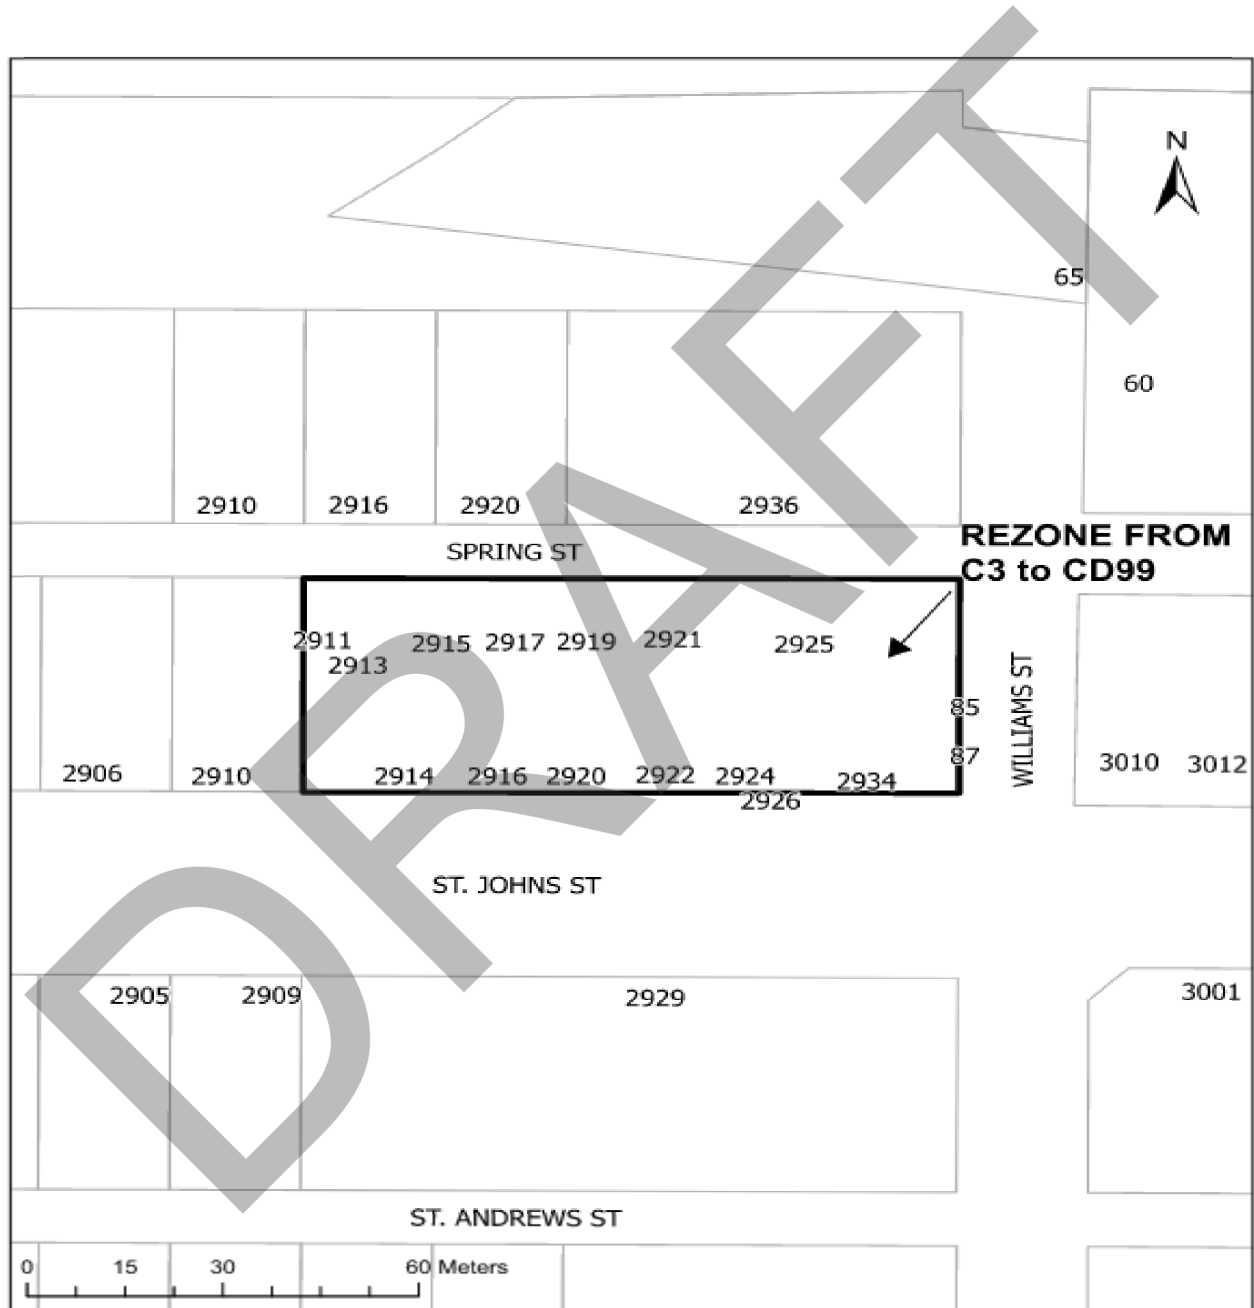 N
65
60
2910 2916 2920 2936
SPRING ST
REZONE FROM
C3 to CD99
2911 2915 2917 2919 2921 2925
2913
85
87
WILLIAMS ST
2906 2910 2914 2916 2920 2922 2924 2934 3010 3012
2926
ST. JOHNS ST
2905 2909 2929 3001
ST. ANDREWS ST
0 15 30 60 Meters
DRAFT